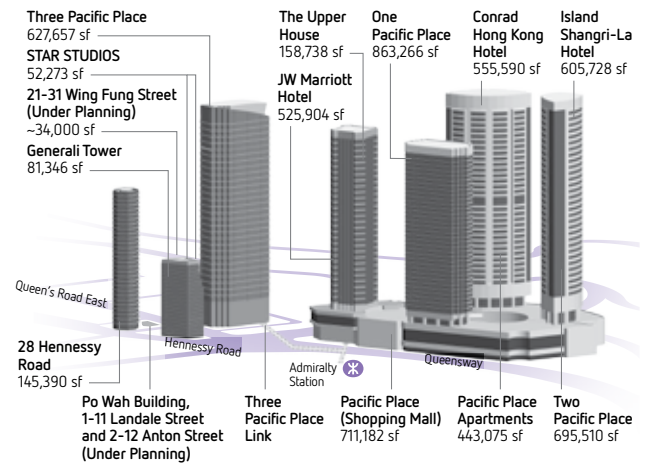 Three Pacific Place
627,657 sf
STAR STUDIOS
52,273 sf
21-31 Wing Fung Street
(Under Planning)
~34,000 sf
Generali Tower
81,346 sf
The Upper
House
158,738 sf
JW Marriott
Hotel
525,904 sf
One
Pacific Place
863,266 sf
Conrad
Hong Kong
Hotel
555,590 sf
Island
Shangri-La
Hotel
605,728 sf
Queen's Road East
Hennessy Road
Admiralty
Station
Queensway
28 Hennessy
Road
145,390 sf
Po Wah Building,
1-11 Landale Street
and 2-12 Anton Street
(Under Planning)
Three
Pacific Place
Link
Pacific Place
(Shopping Mall)
711,182 sf
Pacific Place
Apartments
443,075 sf
Two
Pacific Place
695,510 sf